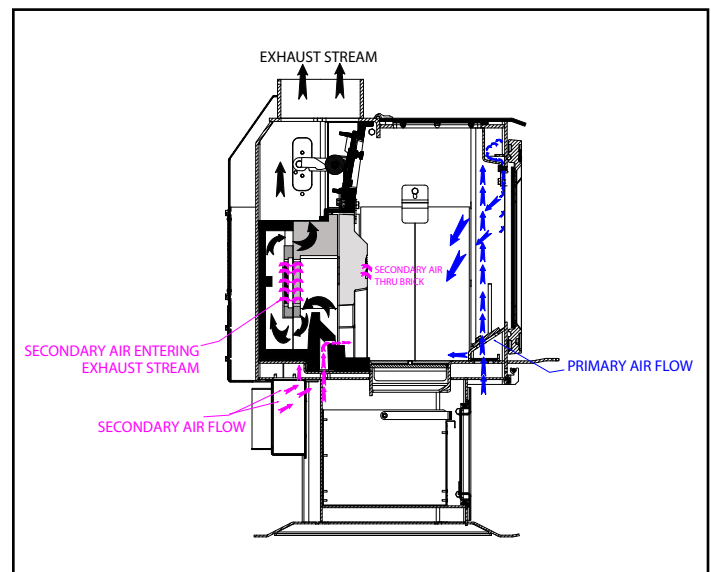 EXHAUST STREAM
SECONDARY AIR
THRU BRICK
SECONDARY AIR ENTERING
EXHAUST STREAM
PRIMARY AIR FLOW
SECONDARY AIR FLOW